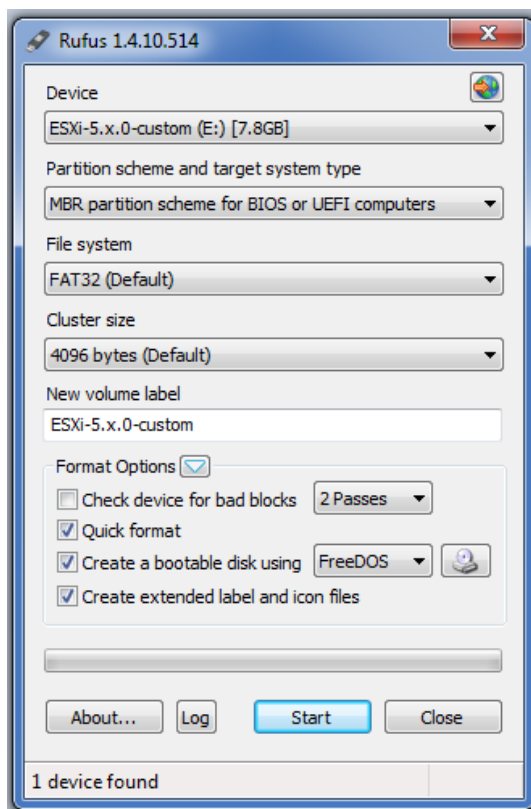 Rufus 1.4.10.514
Device
ESXi-5.x.0-custom (E:) [7.8GB]
Partition scheme and target system type
MBR partition scheme for BIOS or UEFI computers
File system
FAT32 (Default)
Cluster size
4096 bytes (Default)
New volume label
ESXi-5.x.0-custom
Format Options
Check device for bad blocks 2 Passes
Quick format
Create a bootable disk using FreeDOS
Create extended label and icon files
About... Log Start Close
1 device found